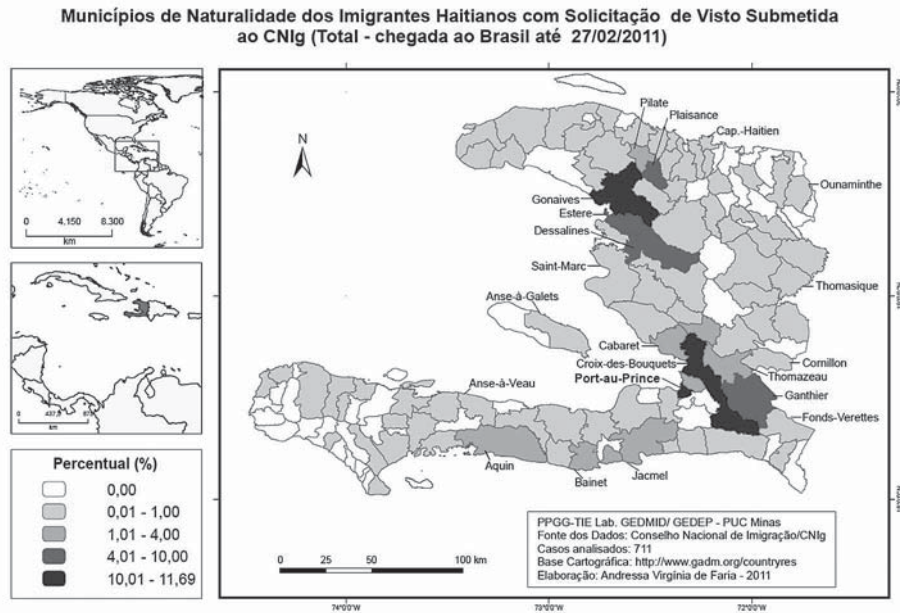 Municípios de Naturalidade dos Imigrantes Haitianos com Solicitação de Visto Submetida
ao CNIg (Total - chegada ao Brasil até 27/02/2011)
0 4.150 8.300
km
0 437,5
km
Percentual (%)
0,00
0,01 - 1,00
1,01 - 4,00
4,01 - 10,00
10,01 - 11,69
N
Pilate
Plaisance
Cap.-Haitien
Ounaminthe
Gonaives
Estere
Dessalines
Saint-Marc
Thomasique
Anse-à-Galets
Cabaret
Cornillon
Croix-des-Bouquets
Thomazeau
Port-au-Prince
Anse-à-Veau
Ganthier
Fonds-Verettes
Aquin
Bainet
Jacmel
0 25 50 100 km
PPGG-TIE Lab. GEDMID/ GEDEP - PUC Minas
Fonte dos Dados: Conselho Nacional de Imigração/CNIg
Casos analisados: 711
Base Cartográfica: http://www.gadm.org/countryres
Elaboração: Andressa Virgínia de Faria - 2011
74°0'0"W 73°0'0"W 72°0'0"W